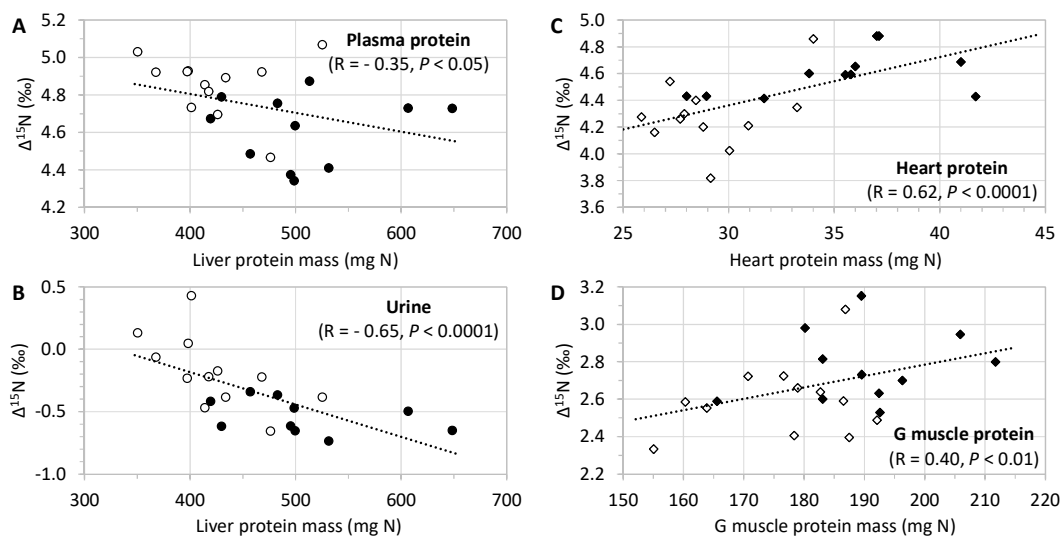 A
Plasma protein
(R = - 0.35, P < 0.05)
5.2
5.0
4.8
4.6
4.4
4.2
Δ¹⁵N (‰)
300 400 500 600 700
Liver protein mass (mg N)
B
Urine
(R = - 0.65, P < 0.0001)
0.5
0.0
-0.5
-1.0
Δ¹⁵N (‰)
300 400 500 600 700
Liver protein mass (mg N)
C
5.0
4.8
4.6
4.4
4.2
4.0
3.8
3.6
Δ¹⁵N (‰)
Heart protein
(R = 0.62, P < 0.0001)
25 30 35 40 45
Heart protein mass (mg N)
D
3.2
3.0
2.8
2.6
2.4
2.2
Δ¹⁵N (‰)
G muscle protein
(R = 0.40, P < 0.01)
150 160 170 180 190 200 210 220
G muscle protein mass (mg N)